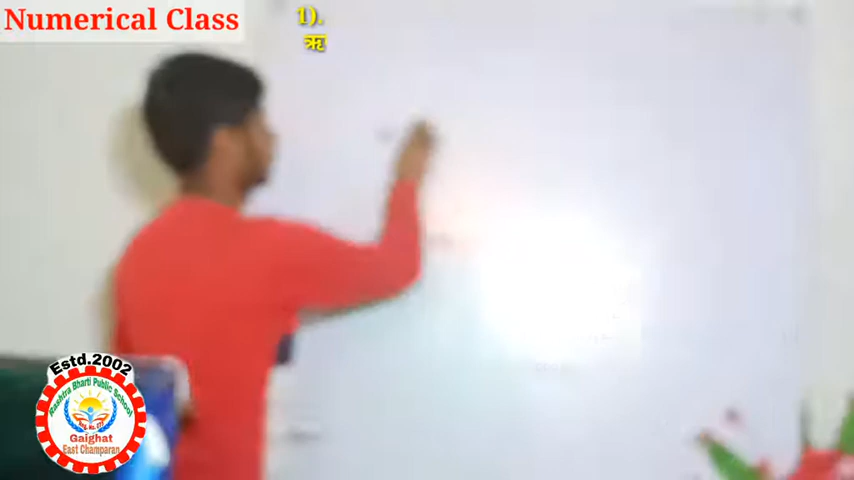 Numerical Class
1).
ऋ
Estd.2002
Rashtra Bharti Public School
Gaighat
East Champaran